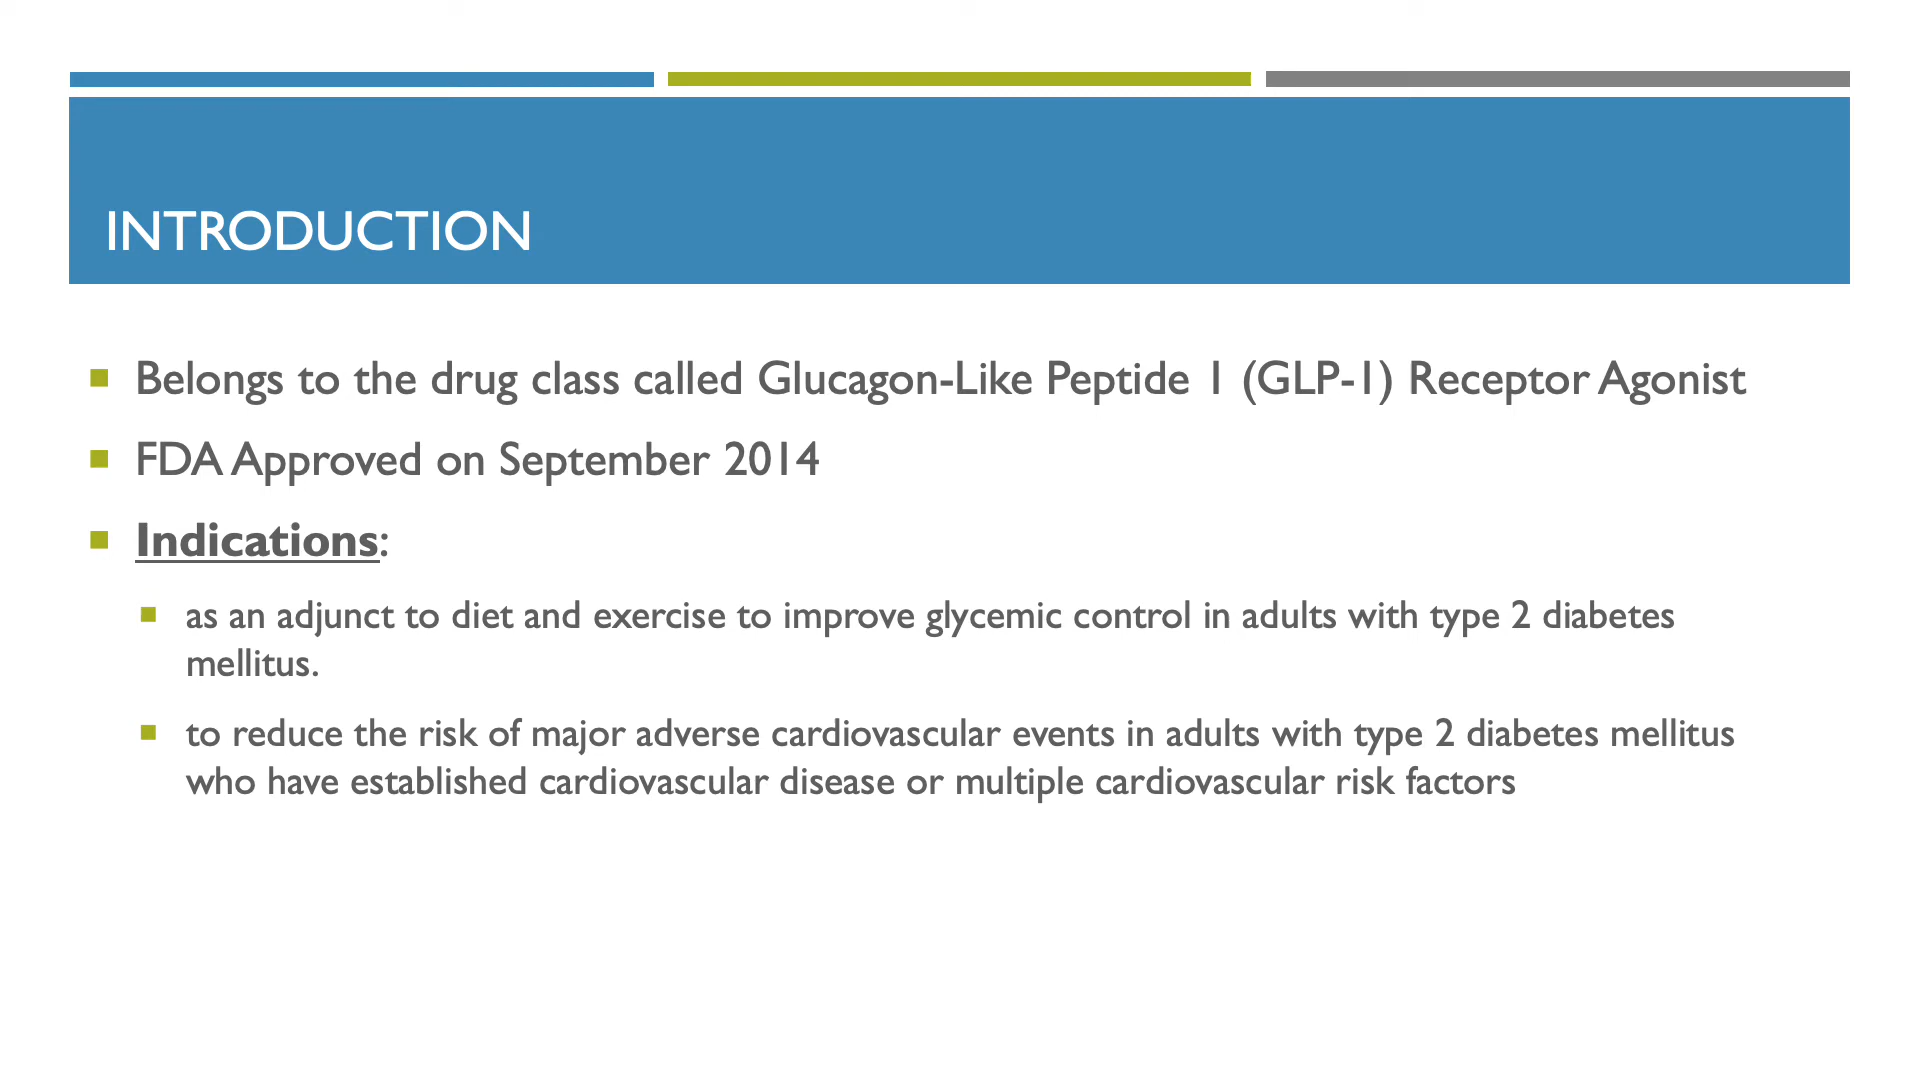 INTRODUCTION
Belongs to the drug class called Glucagon-Like Peptide 1 (GLP-1) Receptor Agonist
FDA Approved on September 2014
Indications:
as an adjunct to diet and exercise to improve glycemic control in adults with type 2 diabetes
mellitus.
to reduce the risk of major adverse cardiovascular events in adults with type 2 diabetes mellitus
who have established cardiovascular disease or multiple cardiovascular risk factors